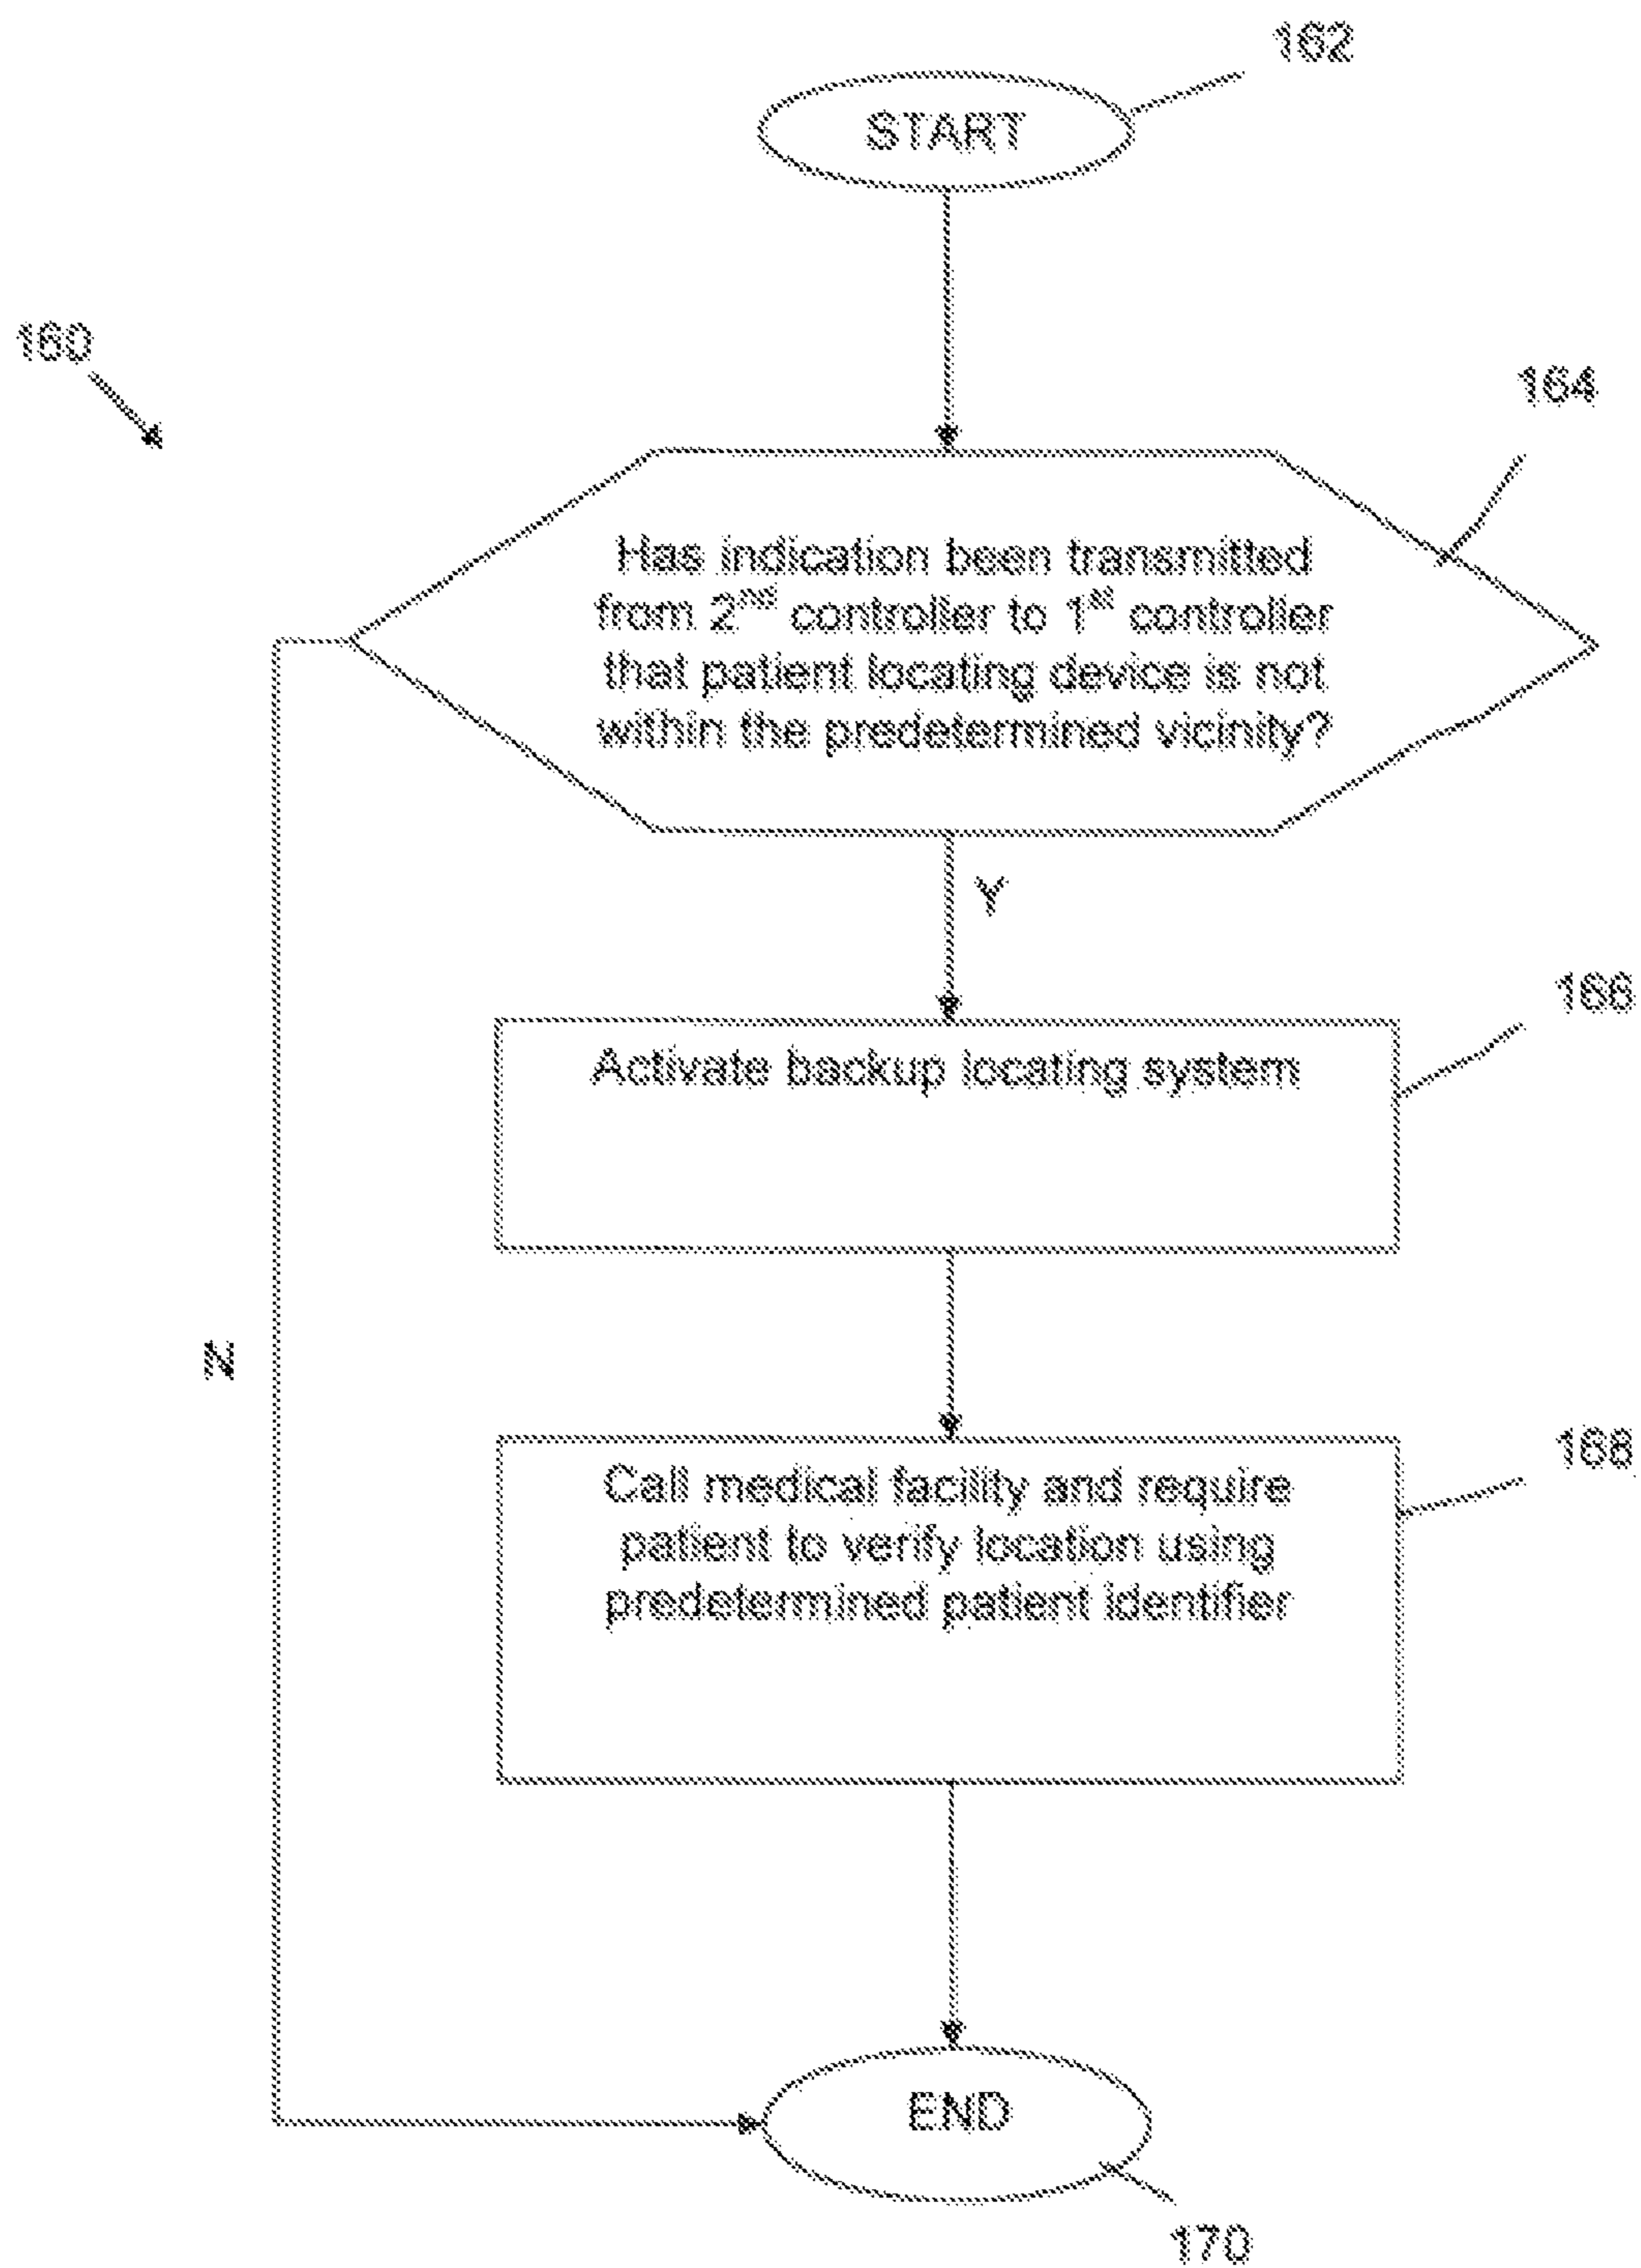 162
START
160
164
Has indication been transmitted
from 2nd controller to 1st controller
that patient locating device is not
within the predetermined vicinity?
Y
166
Activate backup locating system
N
168
Call medical facility and require
patient to verify location using
predetermined patient identifier
END
170